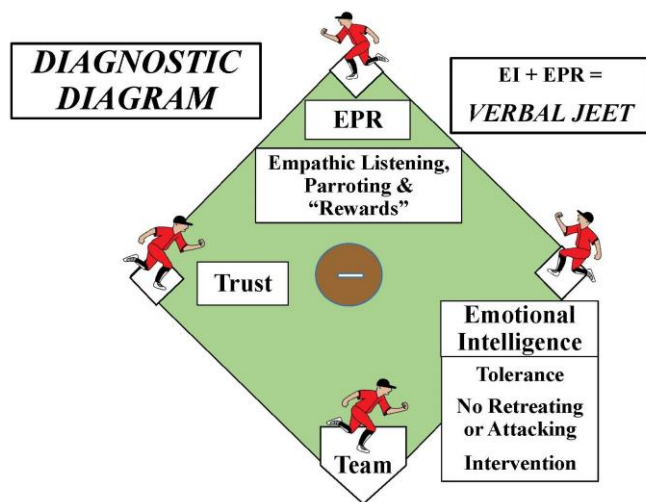 DIAGNOSTIC
DIAGRAM
EI + EPR =
VERBAL JEET
EPR
Empathic Listening,
Parroting &
“Rewards”
Trust
Emotional
Intelligence
Tolerance
No Retreating
or Attacking
Intervention
Team